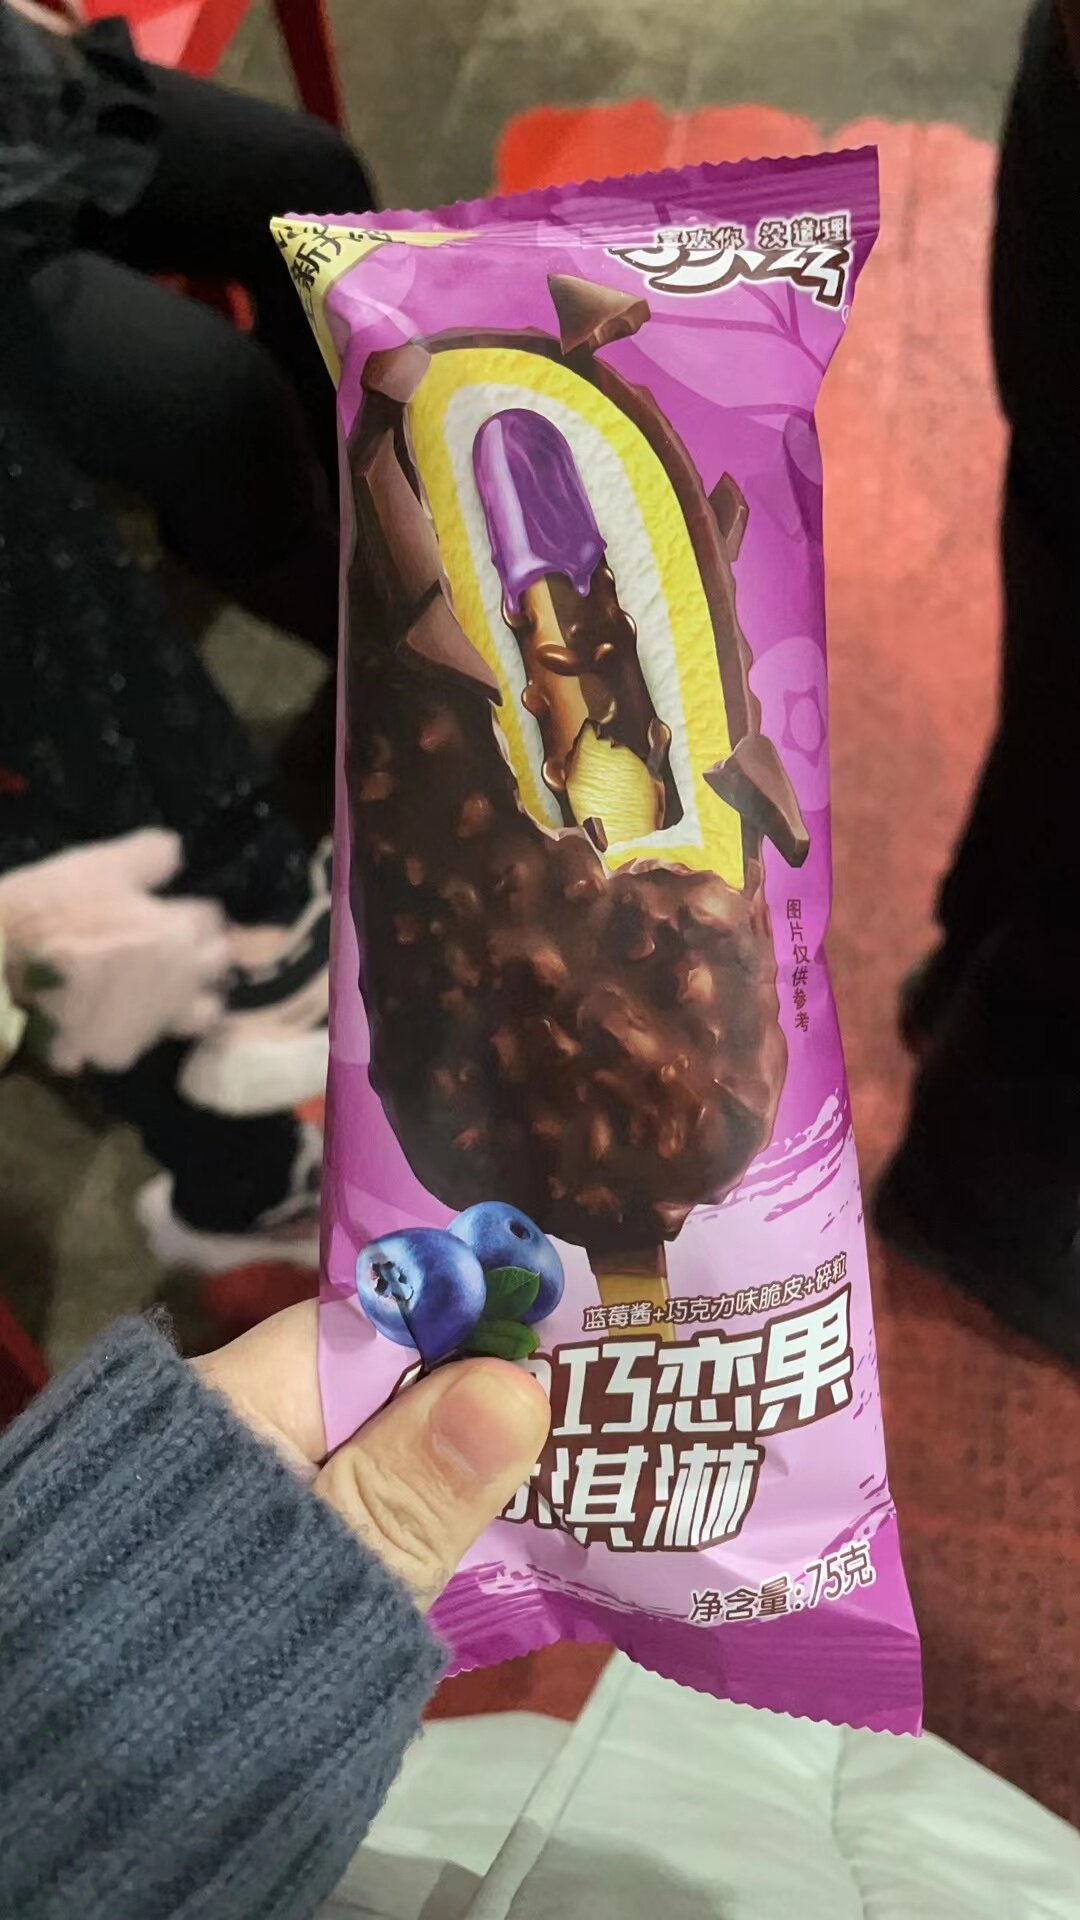 新
喜欢你 没道理
图片仅供参考
蓝莓酱+巧克力味脆皮+碎粒
巧恋果
淇淋
净含量:75克